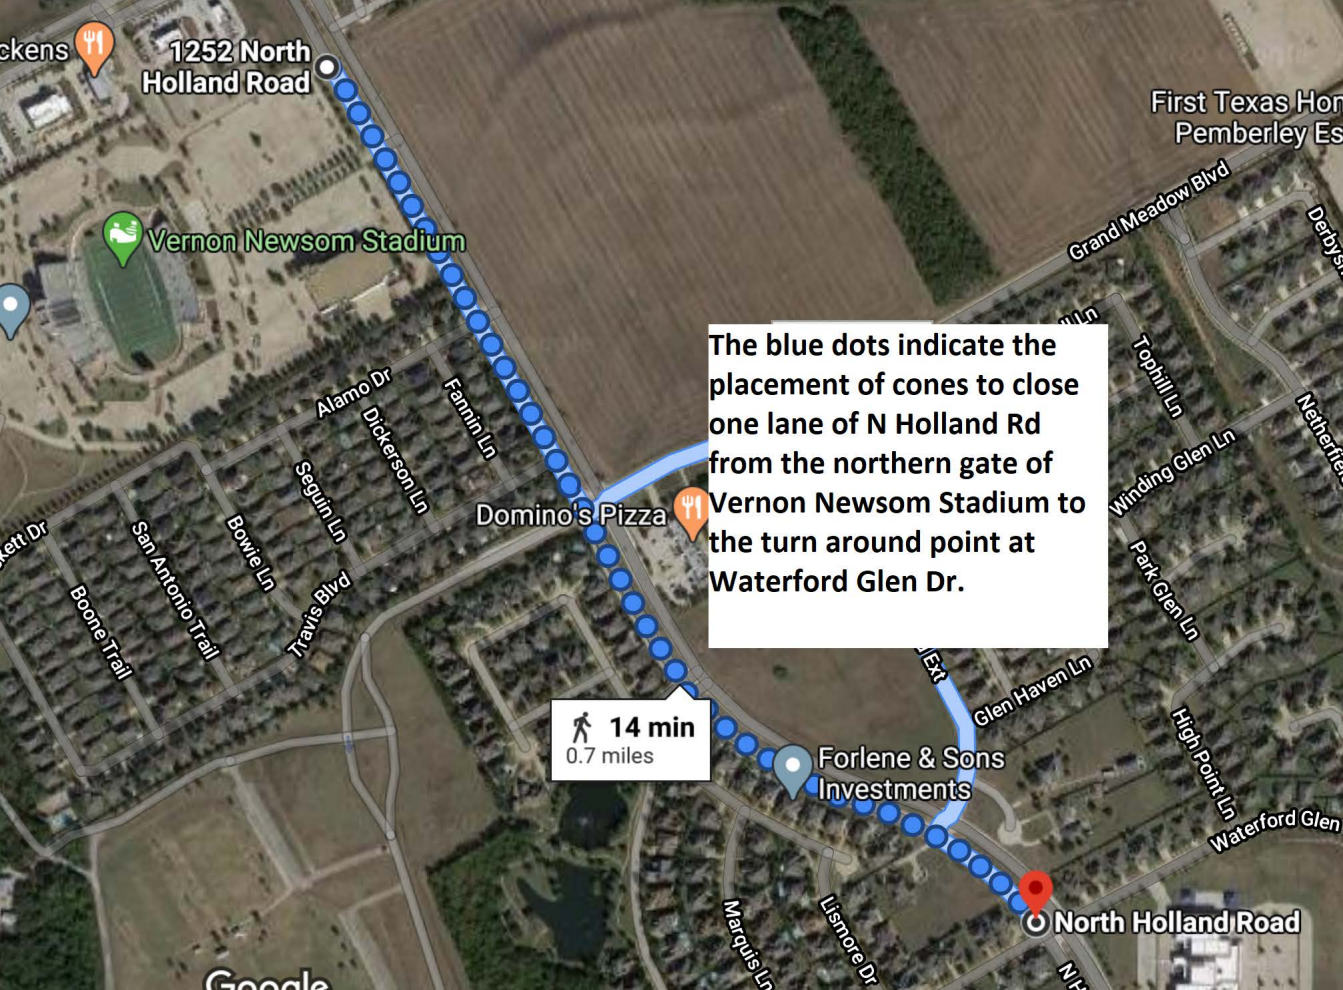 ckens
1252 North
Holland Road
First Texas Hon
Pemberley Es
Grand Meadow Blvd
Vernon Newsom Stadium
The blue dots indicate the
placement of cones to close
one lane of N Holland Rd
from the northern gate of
Vernon Newsom Stadium to
the turn around point at
Waterford Glen Dr.
Ln
Tophill Ln
Alamo Dr
Fannin Ln
Dickerson Ln
Seguin Ln
Winding Glen Ln
Domino's Pizza
kett Dr
San Antonio Trail
Bowie Ln
Travis Blvd
Boone Trail
Park Glen Ln
Ext
Glen Haven Ln
14 min
0.7 miles
High Point Ln
Forlene & Sons
Investments
Waterford Glen
Marquis Ln
Lismore Dr
North Holland Road
N H
Google